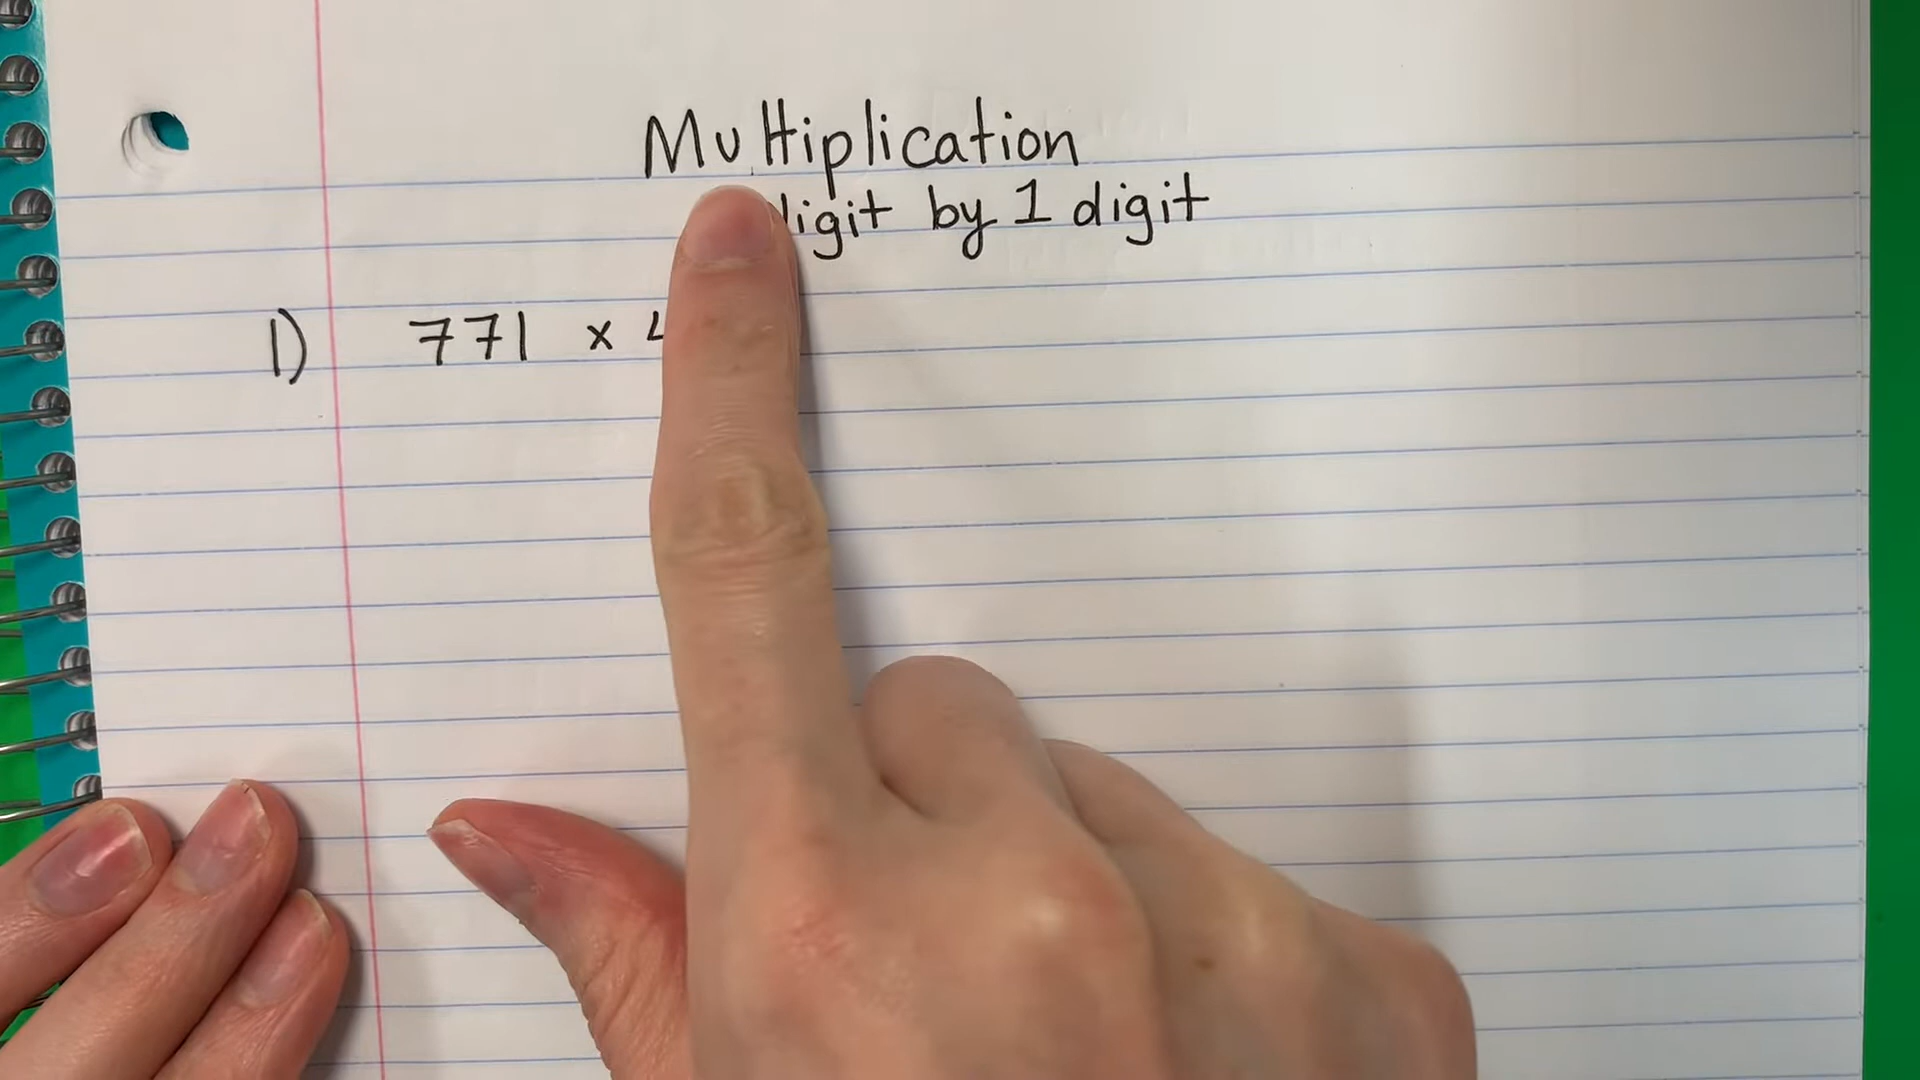 Multiplication
digit by 1 digit
1) 771 x